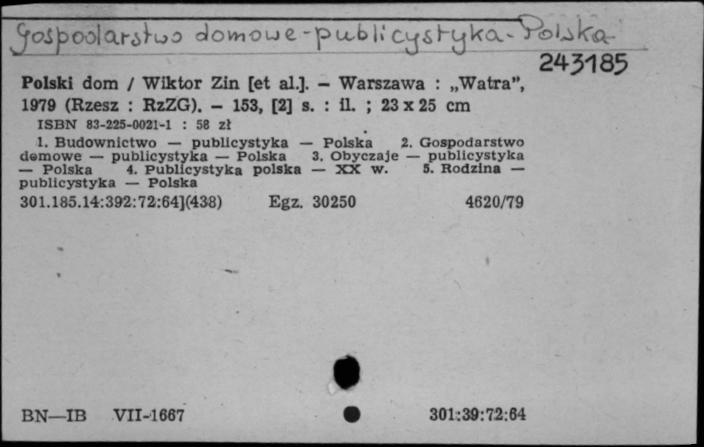 Gospodarstwo domowe - publicystyka - Polska
243185
Polski dom / Wiktor Zin [et al.]. — Warszawa : „Watra”,
1979 (Rzesz : RzZG). — 153, [2] s. : il. ; 23 x 25 cm
ISBN 83-225-0021-1 : 58 zł
1. Budownictwo — publicystyka — Polska 2. Gospodarstwo
domowe — publicystyka — Polska 3. Obyczaje — publicystyka
— Polska 4. Publicystyka polska — XX w. 5. Rodzina —
publicystyka — Polska
301.185.14:392:72:64](438) Egz. 30250 4620/79
BN—IB VII-1667 301:39:72:64